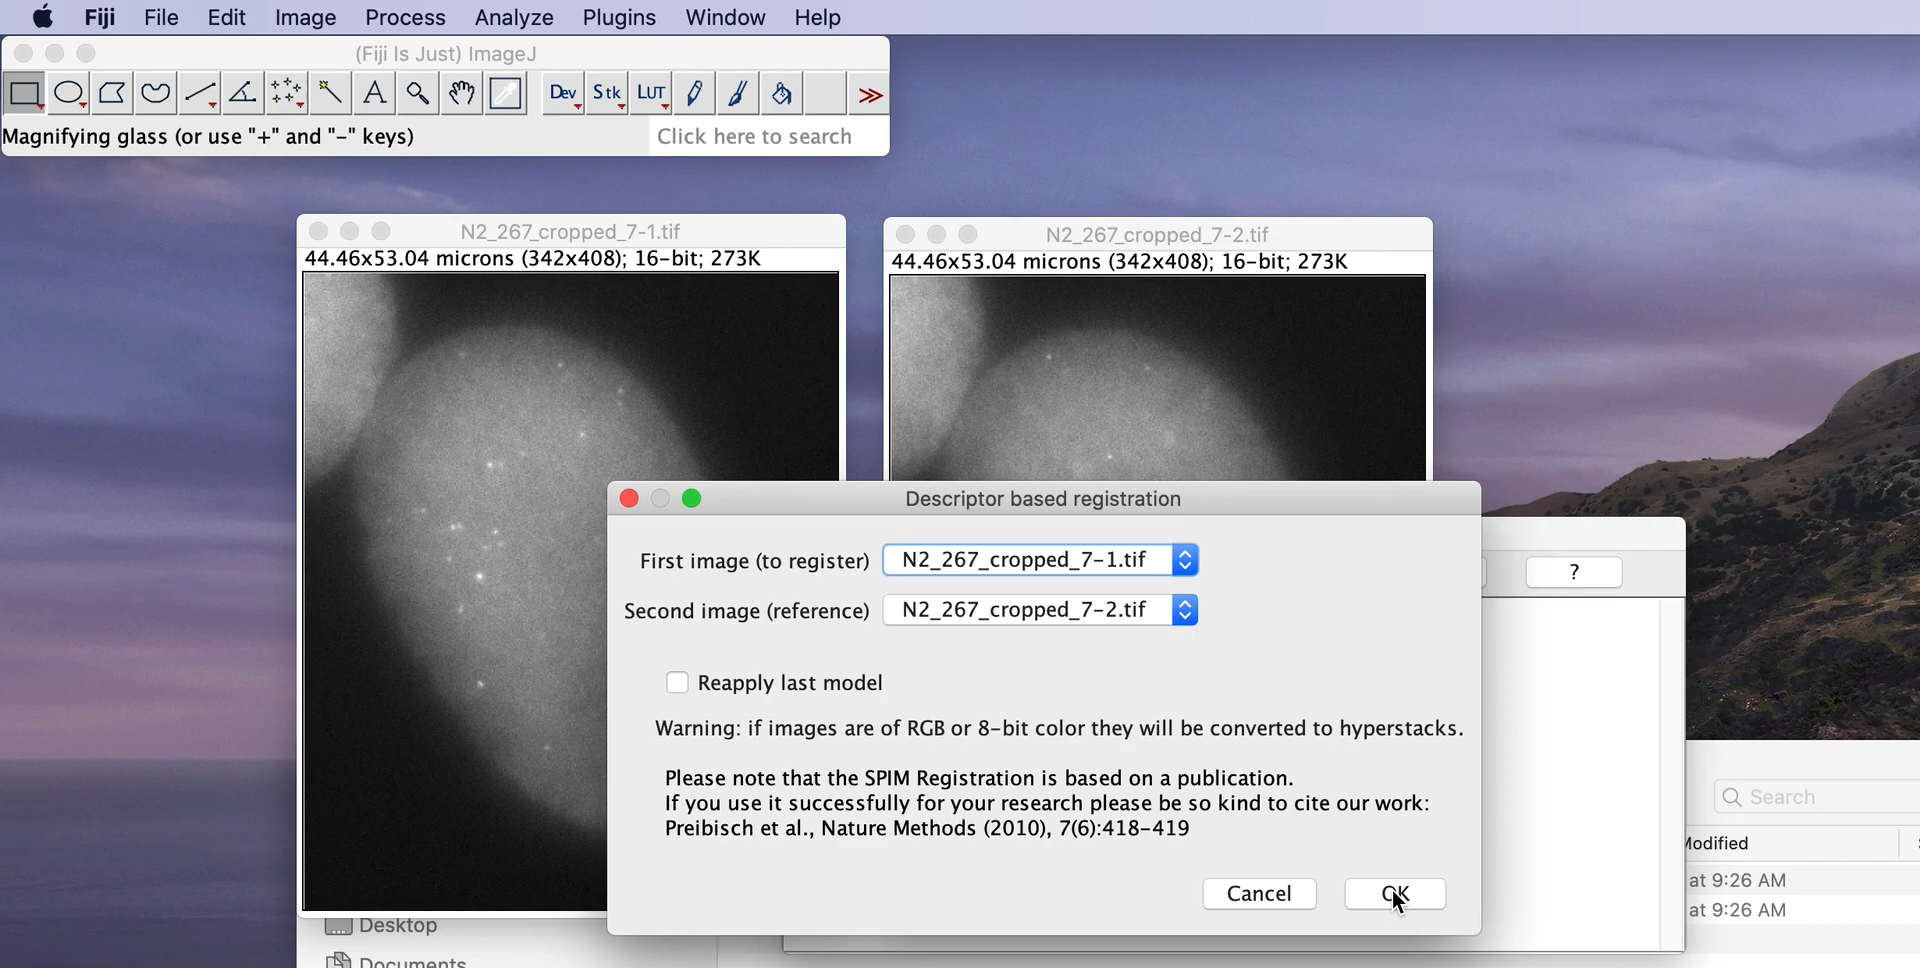 Fiji File Edit Image Process Analyze Plugins Window Help
(Fiji Is Just) ImageJ
Dev Stk LUT
Magnifying glass (or use "+" and "-" keys)
Click here to search
N2_267_cropped_7-1.tif
44.46x53.04 microns (342x408); 16-bit; 273K
N2_267_cropped_7-2.tif
44.46x53.04 microns (342x408); 16-bit; 273K
Descriptor based registration
First image (to register) N2_267_cropped_7-1.tif
Second image (reference) N2_267_cropped_7-2.tif
Reapply last model
Warning: if images are of RGB or 8-bit color they will be converted to hyperstacks.
Please note that the SPIM Registration is based on a publication.
If you use it successfully for your research please be so kind to cite our work:
Preibisch et al., Nature Methods (2010), 7(6):418-419
Cancel OK
?
Search
Modified
at 9:26 AM
at 9:26 AM
Desktop
Documents